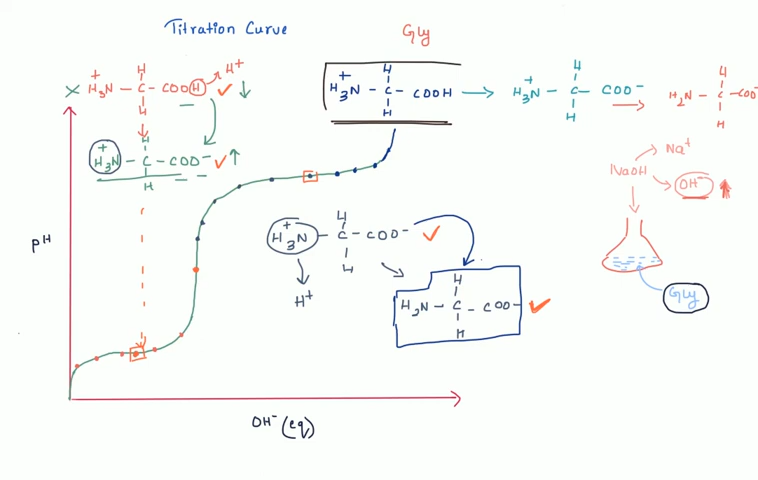 Titration Curve
Gly
H
H₃N⁺ – C – COOH → H⁺
H
H
H₃N⁺ – C – COO⁻
H
H
H₃N⁺ – C – COOH
H
H
H₃N⁺ – C – COO⁻
H
H
H₂N – C – COO⁻
H
Na⁺
NaOH
OH⁻
Gly
H
H₃N⁺ – C – COO⁻
H
H⁺
H
H₂N – C – COO⁻
H
pH
OH⁻ (eq)